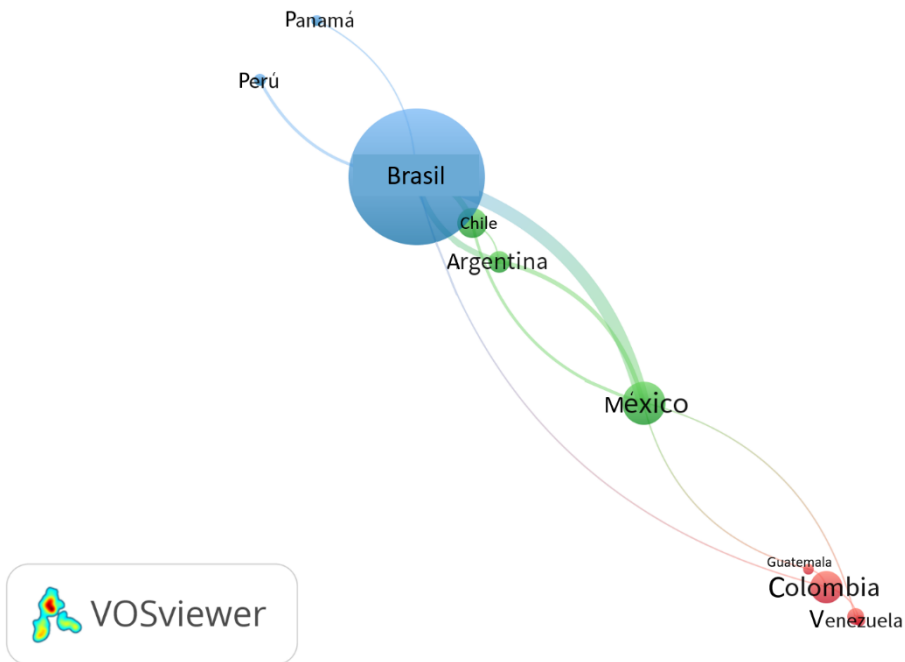 Panamá
Perú
Brasil
Chile
Argentina
México
Guatemala
Colombia
Venezuela
VOSviewer